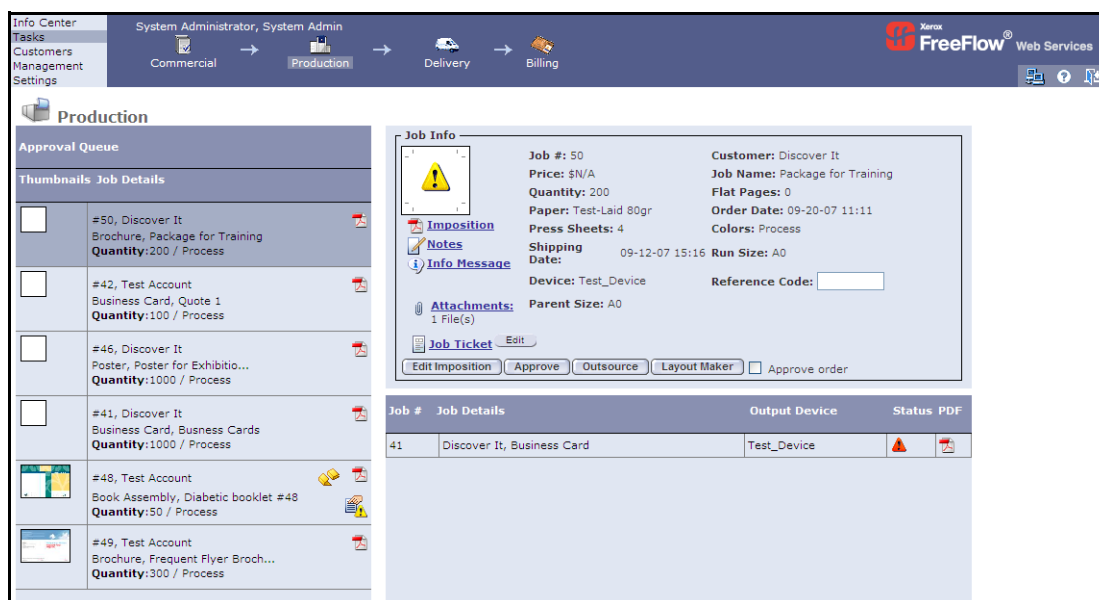 Info Center
Tasks
Customers
Management
Settings
System Administrator, System Admin
Commercial
Production
Delivery
Billing
Xerox
FreeFlow® Web Services
Production
Approval Queue
Thumbnails Job Details
#50, Discover It
Brochure, Package for Training
Quantity:200 / Process
#42, Test Account
Business Card, Quote 1
Quantity:100 / Process
#46, Discover It
Poster, Poster for Exhibitio...
Quantity:1000 / Process
#41, Discover It
Business Card, Busness Cards
Quantity:1000 / Process
#48, Test Account
Book Assembly, Diabetic booklet #48
Quantity:50 / Process
#49, Test Account
Brochure, Frequent Flyer Broch...
Quantity:300 / Process
Job Info
Imposition
Notes
Info Message
Attachments:
1 File(s)
Job Ticket Edit
Job #: 50
Price: $N/A
Quantity: 200
Paper: Test-Laid 80gr
Press Sheets: 4
Shipping Date: 09-12-07 15:16
Device: Test_Device
Parent Size: A0
Customer: Discover It
Job Name: Package for Training
Flat Pages: 0
Order Date: 09-20-07 11:11
Colors: Process
Run Size: A0
Reference Code:
Edit Imposition Approve Outsource Layout Maker Approve order
Job # Job Details Output Device Status PDF
41 Discover It, Business Card Test_Device